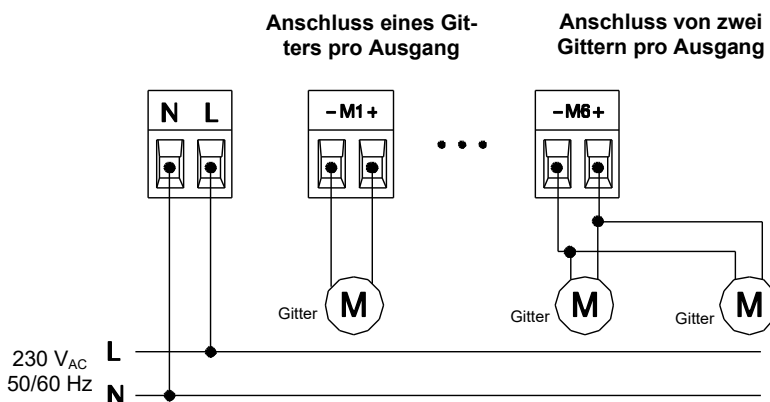 Anschluss eines Git-
ters pro Ausgang
Anschluss von zwei
Gittern pro Ausgang
N L
- M1 +
...
-M6+
Gitter
M
Gitter
M
Gitter
M
230 VAC
50/60 Hz
L
N